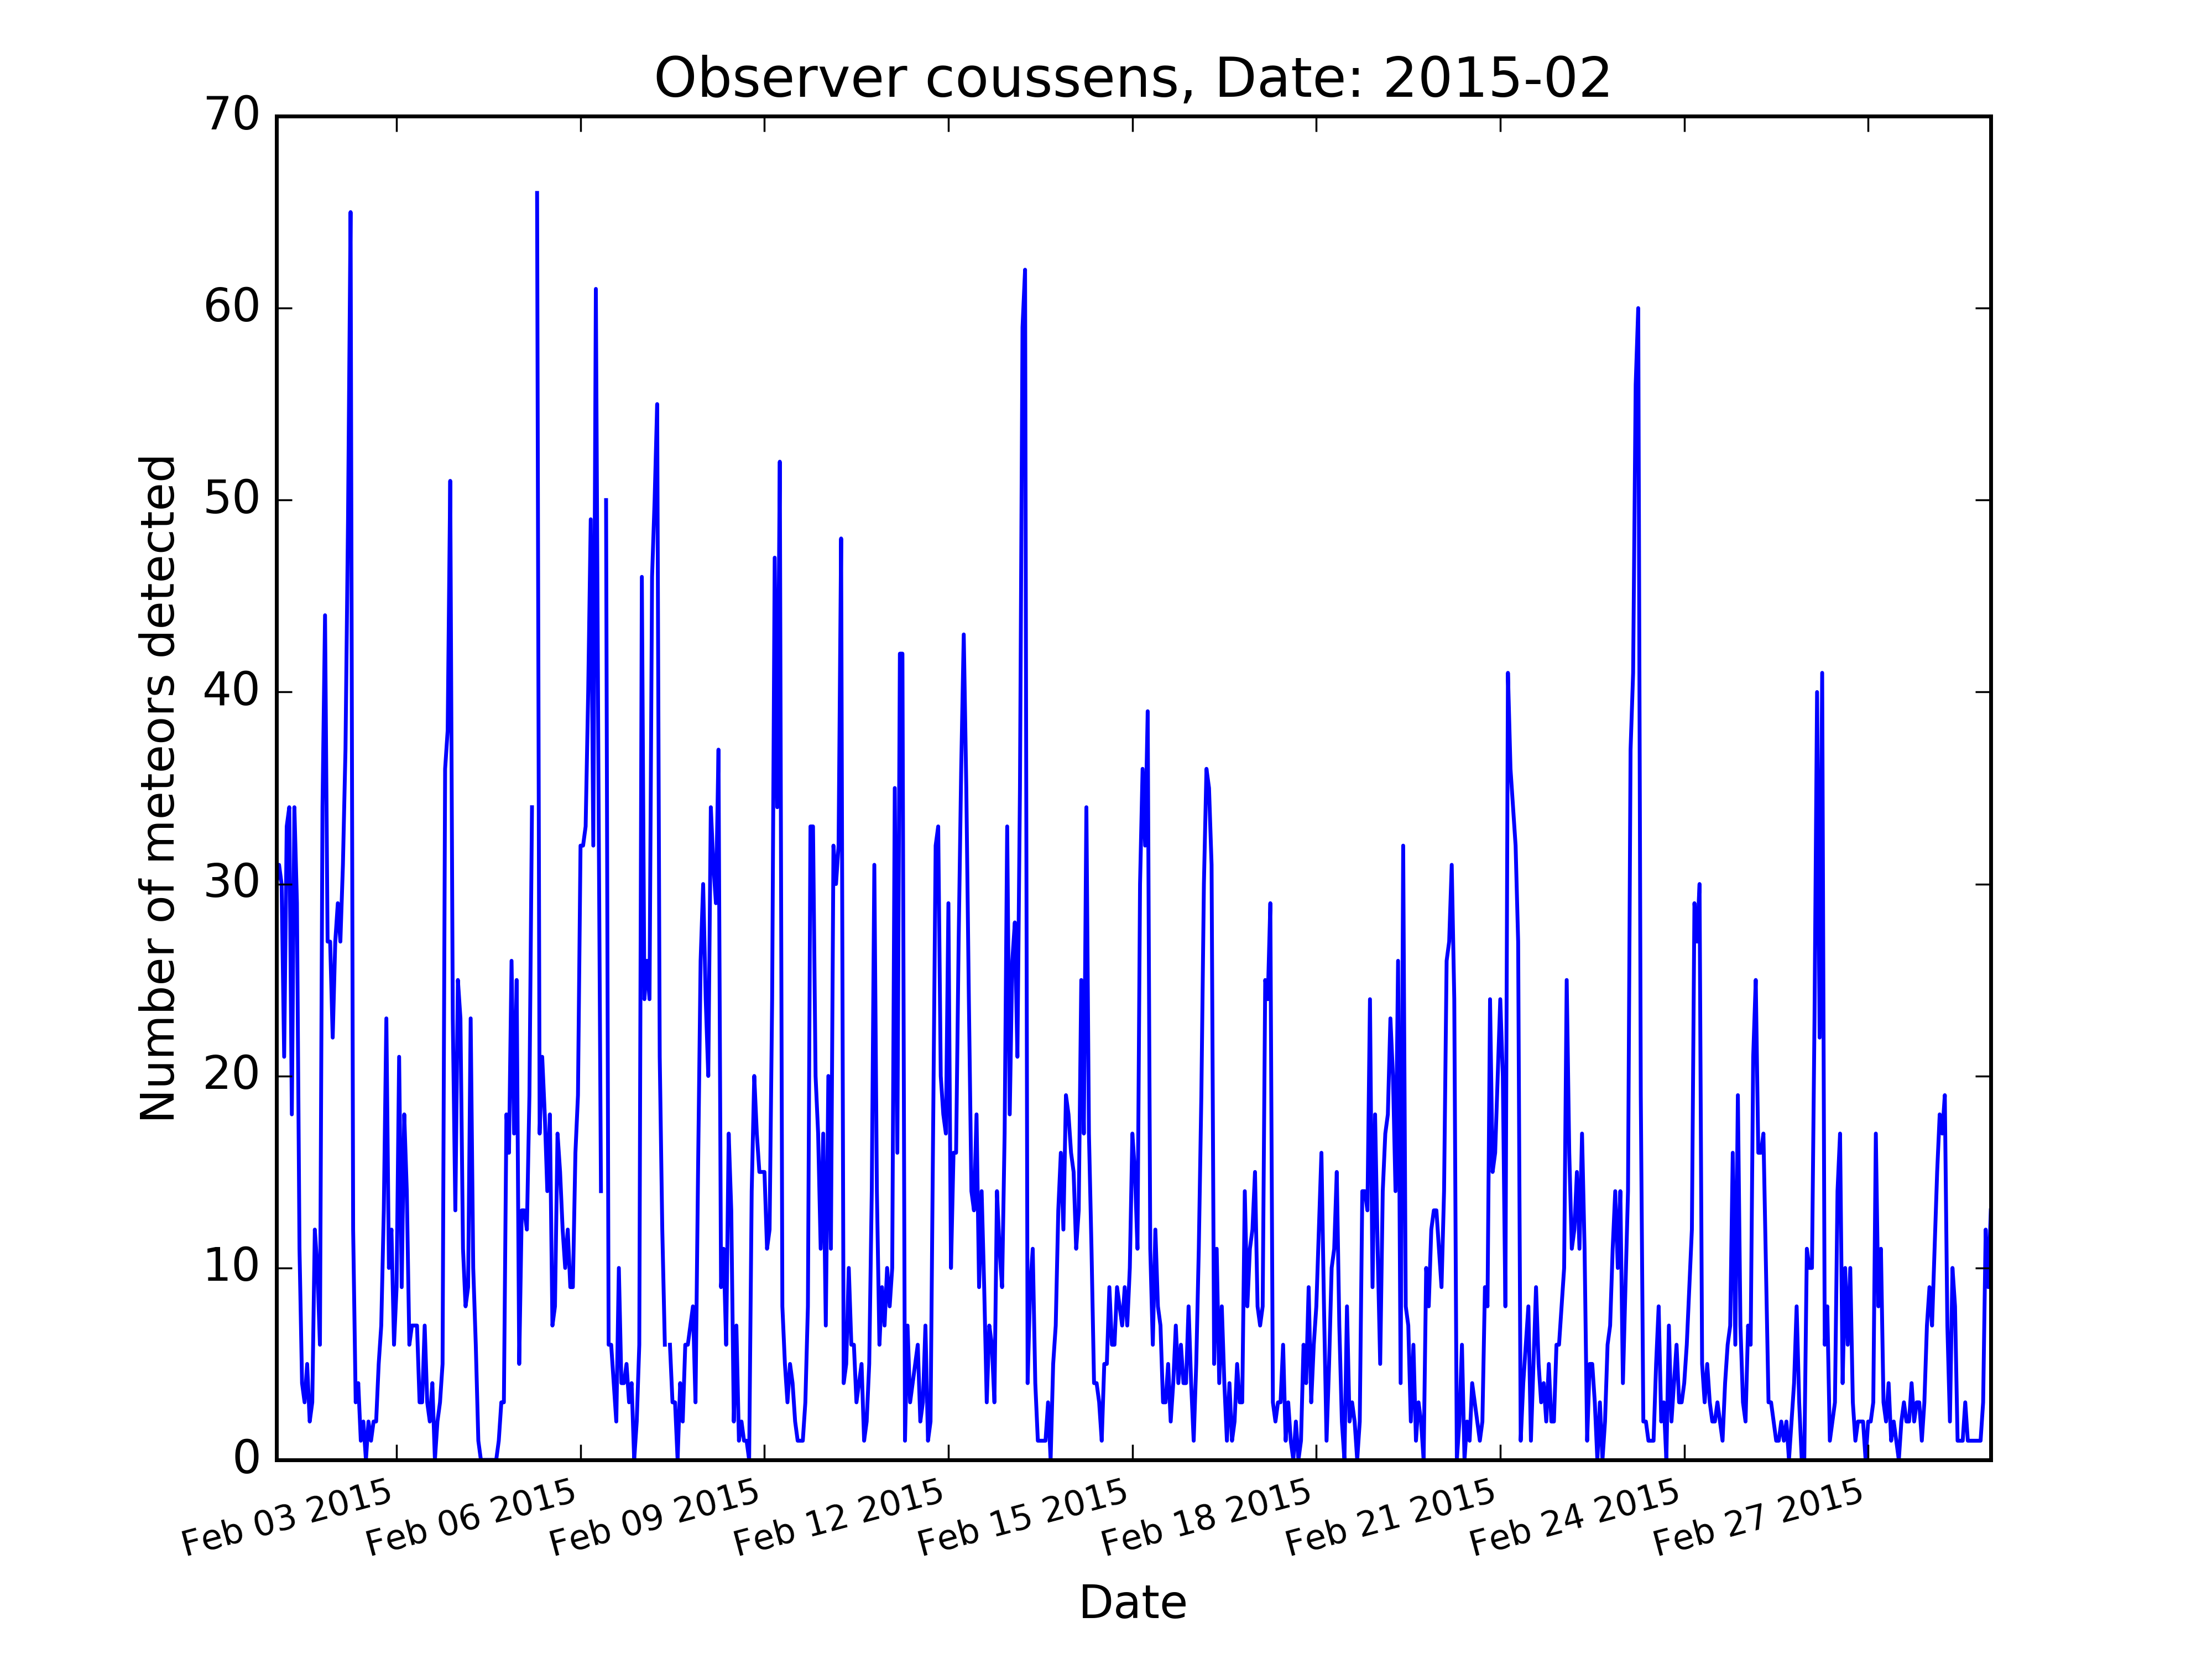 Observer coussens, Date: 2015-02
70
60
50
40
30
20
10
0
Number of meteors detected
Feb 03 2015
Feb 06 2015
Feb 09 2015
Feb 12 2015
Feb 15 2015
Feb 18 2015
Feb 21 2015
Feb 24 2015
Feb 27 2015
Date